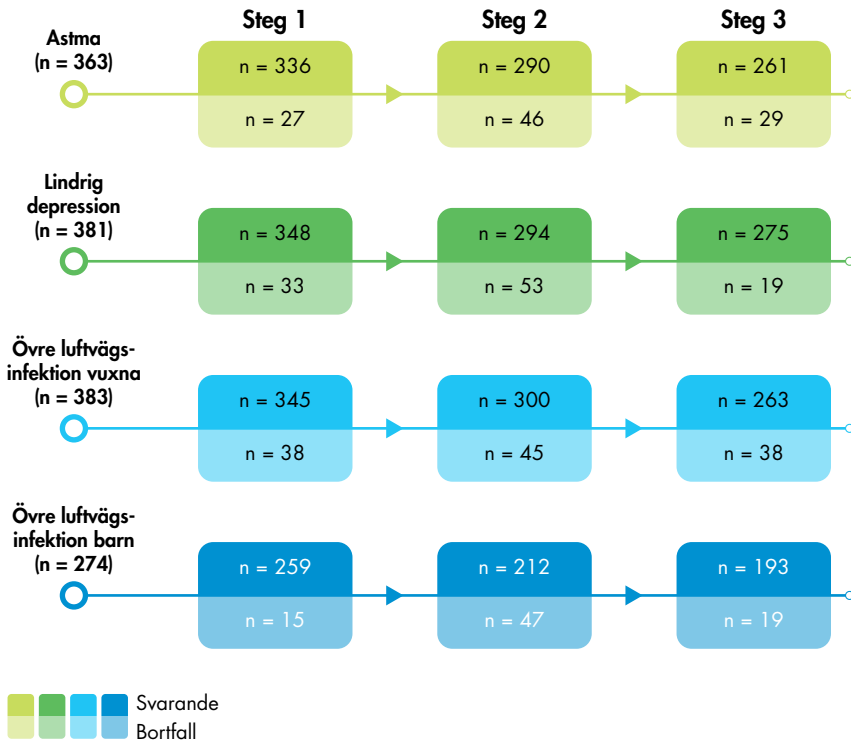 Steg 1
Steg 2
Steg 3
Astma
(n = 363)
n = 336
n = 290
n = 261
n = 27
n = 46
n = 29
Lindrig
depression
(n = 381)
n = 348
n = 294
n = 275
n = 33
n = 53
n = 19
Övre luftvägs-
infektion vuxna
(n = 383)
n = 345
n = 300
n = 263
n = 38
n = 45
n = 38
Övre luftvägs-
infektion barn
(n = 274)
n = 259
n = 212
n = 193
n = 15
n = 47
n = 19
Svarande
Bortfall